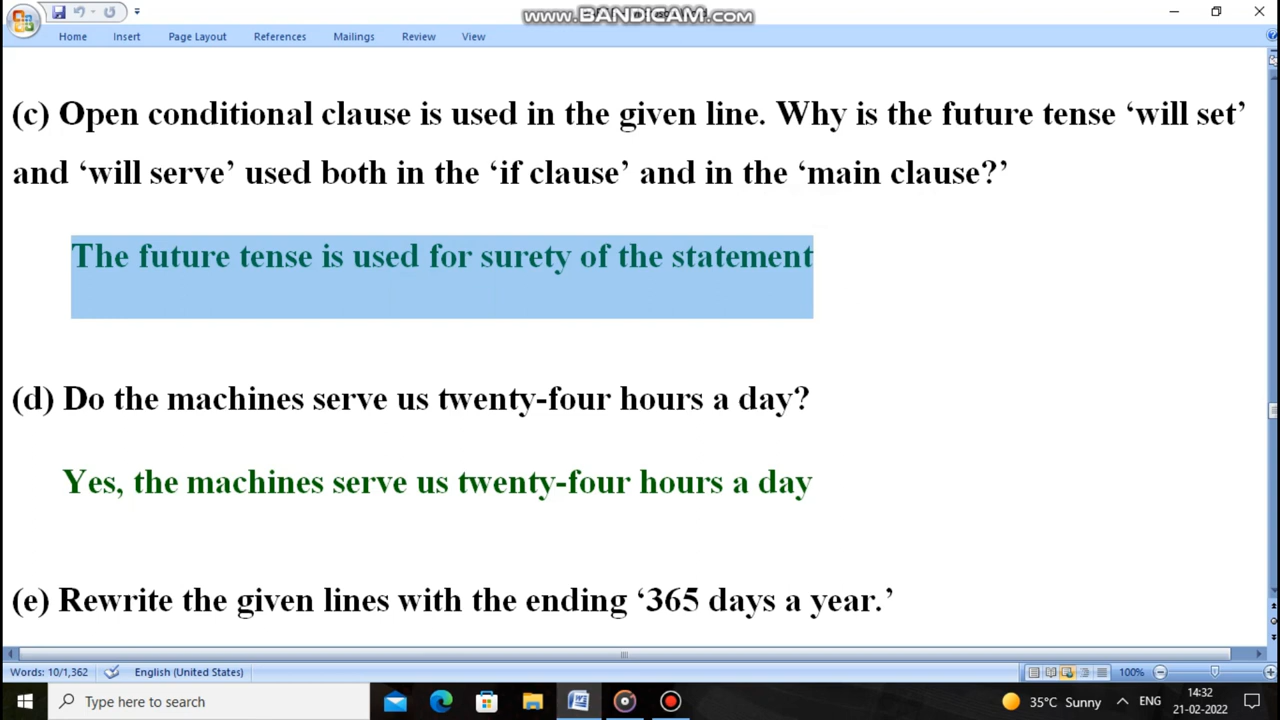 www.BANDICAM.com
Home Insert Page Layout References Mailings Review View
(c) Open conditional clause is used in the given line. Why is the future tense ‘will set’
and ‘will serve’ used both in the ‘if clause’ and in the ‘main clause?’
The future tense is used for surety of the statement
(d) Do the machines serve us twenty-four hours a day?
Yes, the machines serve us twenty-four hours a day
(e) Rewrite the given lines with the ending ‘365 days a year.’
Words: 10/1,362 English (United States) 100%
Type here to search 35°C Sunny ENG 14:32
21-02-2022